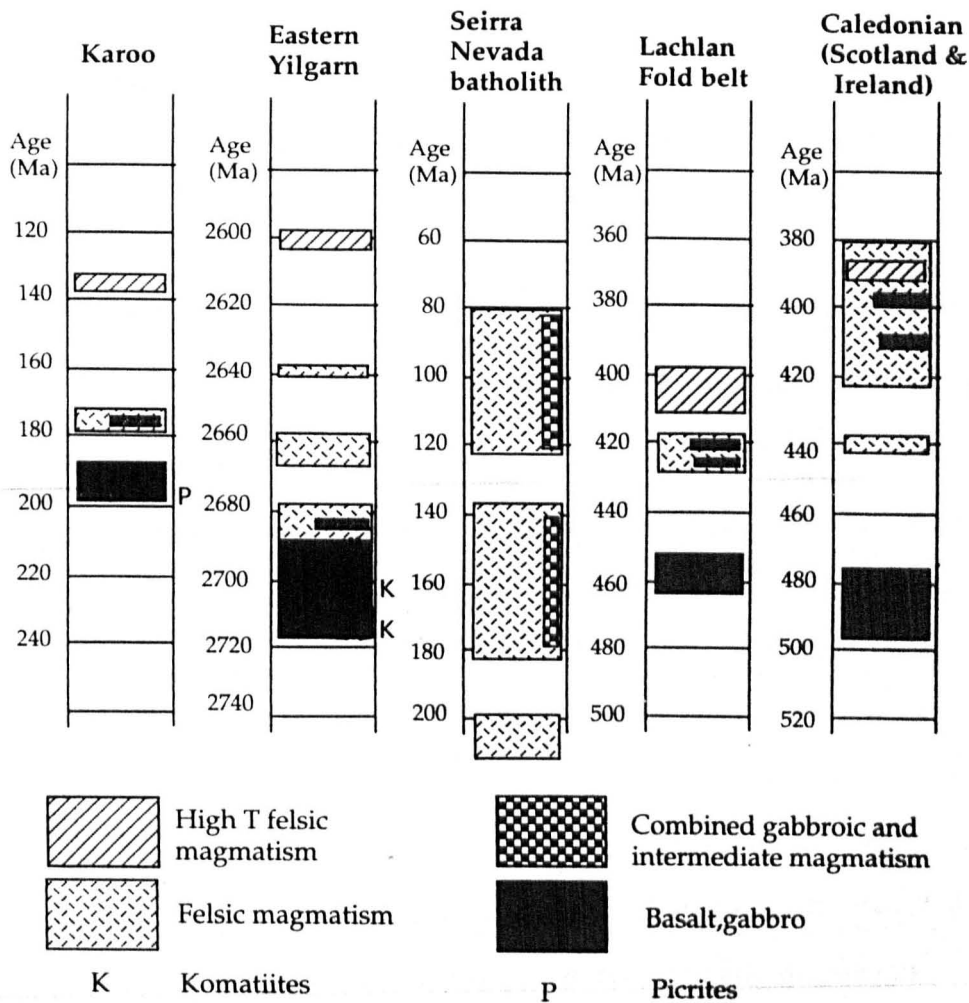 Karoo
Eastern
Yilgarn
Seirra
Nevada
batholith
Lachlan
Fold belt
Caledonian
(Scotland &
Ireland)
Age
(Ma)
120
140
160
180
200
220
240
P
Age
(Ma)
2600
2620
2640
2660
2680
2700
2720
2740
K
K
Age
(Ma)
60
80
100
120
140
160
180
200
Age
(Ma)
360
380
400
420
440
460
480
500
Age
(Ma)
380
400
420
440
460
480
500
520
High T felsic
magmatism
Felsic magmatism
K Komatiites
Combined gabbroic and
intermediate magmatism
Basalt,gabbro
P Picrites